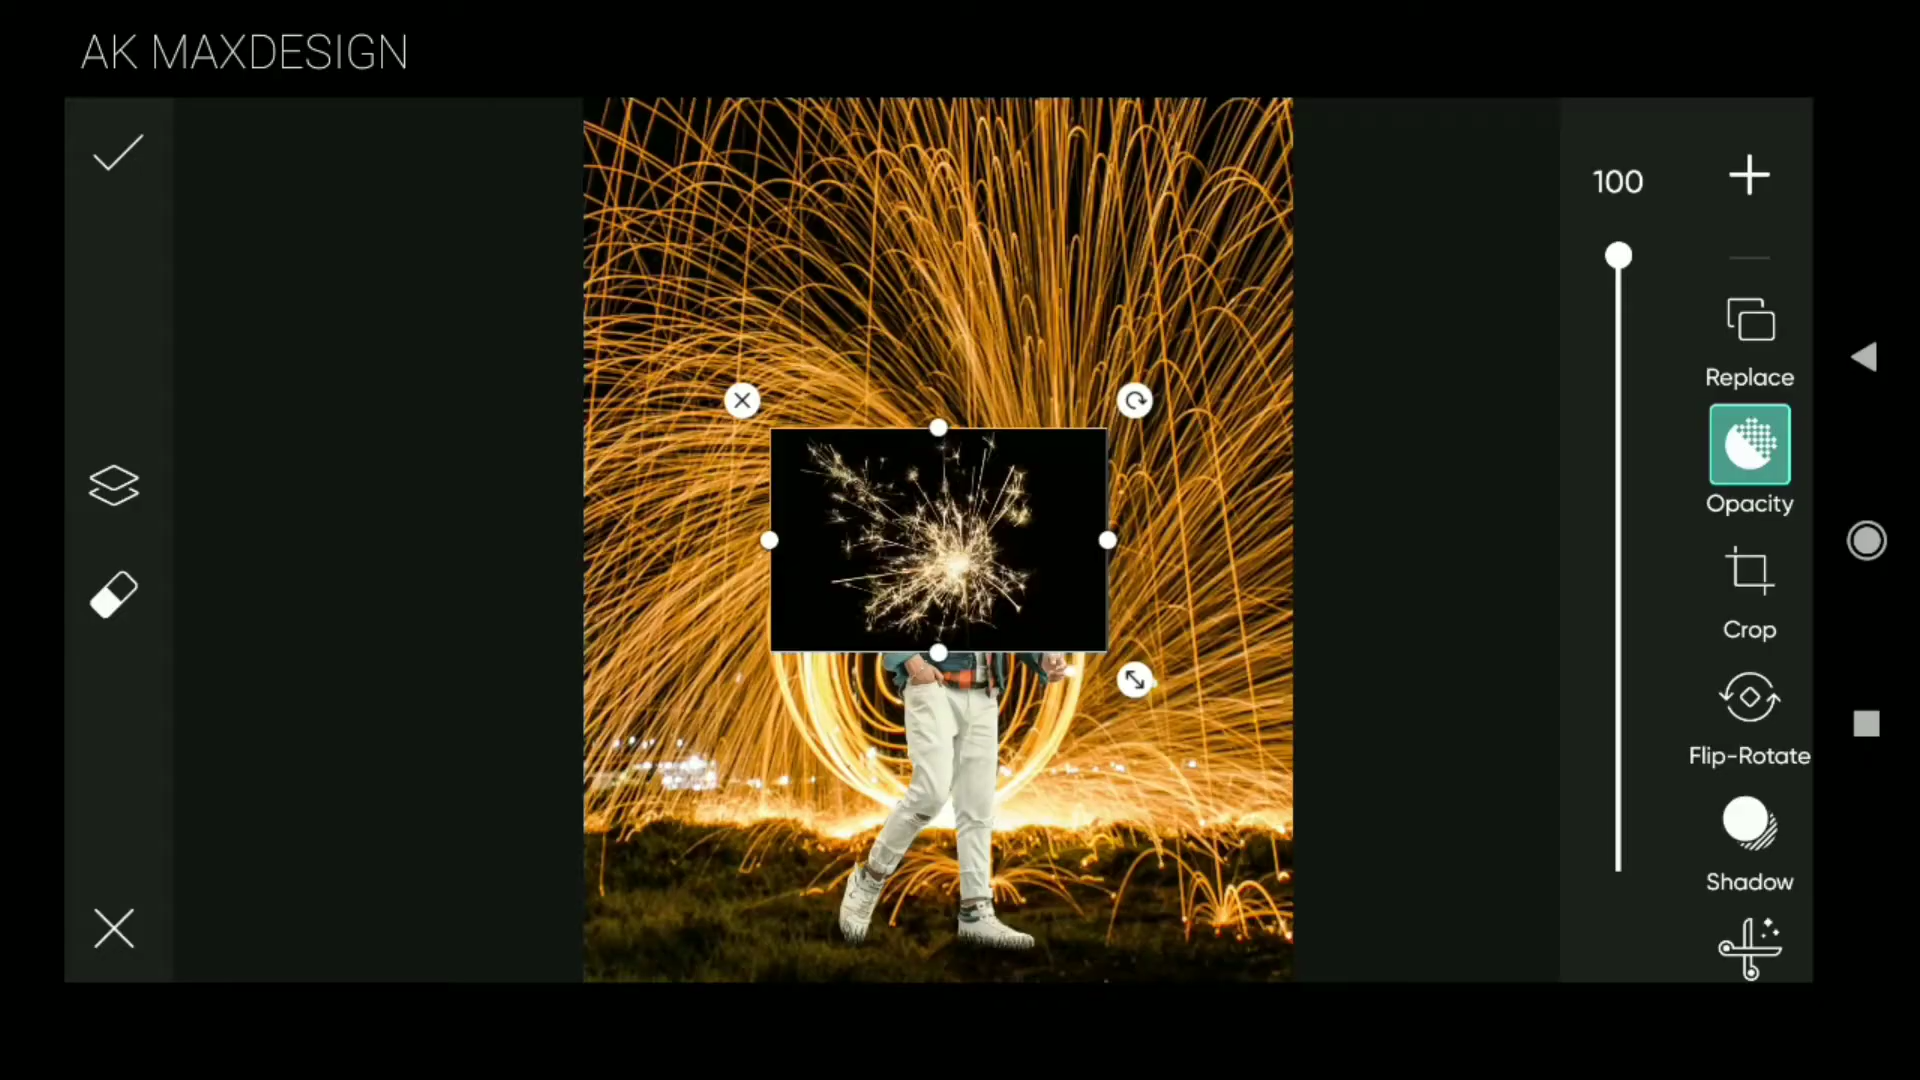 AK MAXDESIGN
100
Replace
Opacity
Crop
Flip-Rotate
Shadow